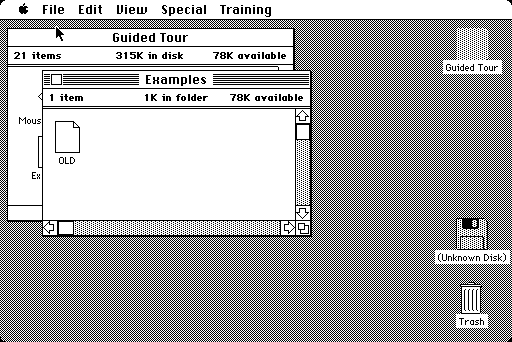 File Edit View Special Training
Guided Tour
21 items 315K in disk 78K available
Examples
1 item 1K in folder 78K available
Mous
Ex
OLD
Guided Tour
(Unknown Disk)
Trash